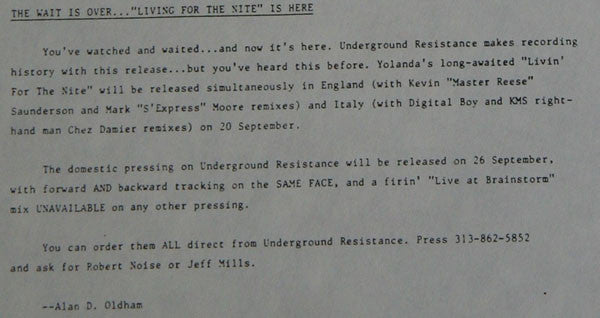 THE WAIT IS OVER..."LIVING FOR THE NITE" IS HERE
You've watched and waited...and now it's here. Underground Resistance makes recording
history with this release...but you've heard this before. Yolanda's long-awaited "Livin'
For The Nite" will be released simultaneously in England (with Kevin "Master Reese"
Saunderson and Mark "S'Express" Moore remixes) and Italy (with Digital Boy and KMS right-
hand man Chez Damier remixes) on 20 September.
The domestic pressing on Underground Resistance will be released on 26 September,
with forward AND backward tracking on the SAME FACE, and a firin' "Live at Brainstorm"
mix UNAVAILABLE on any other pressing.
You can order them ALL direct from Underground Resistance. Press 313-862-5852
and ask for Robert Noise or Jeff Mills.
--Alan D. Oldham